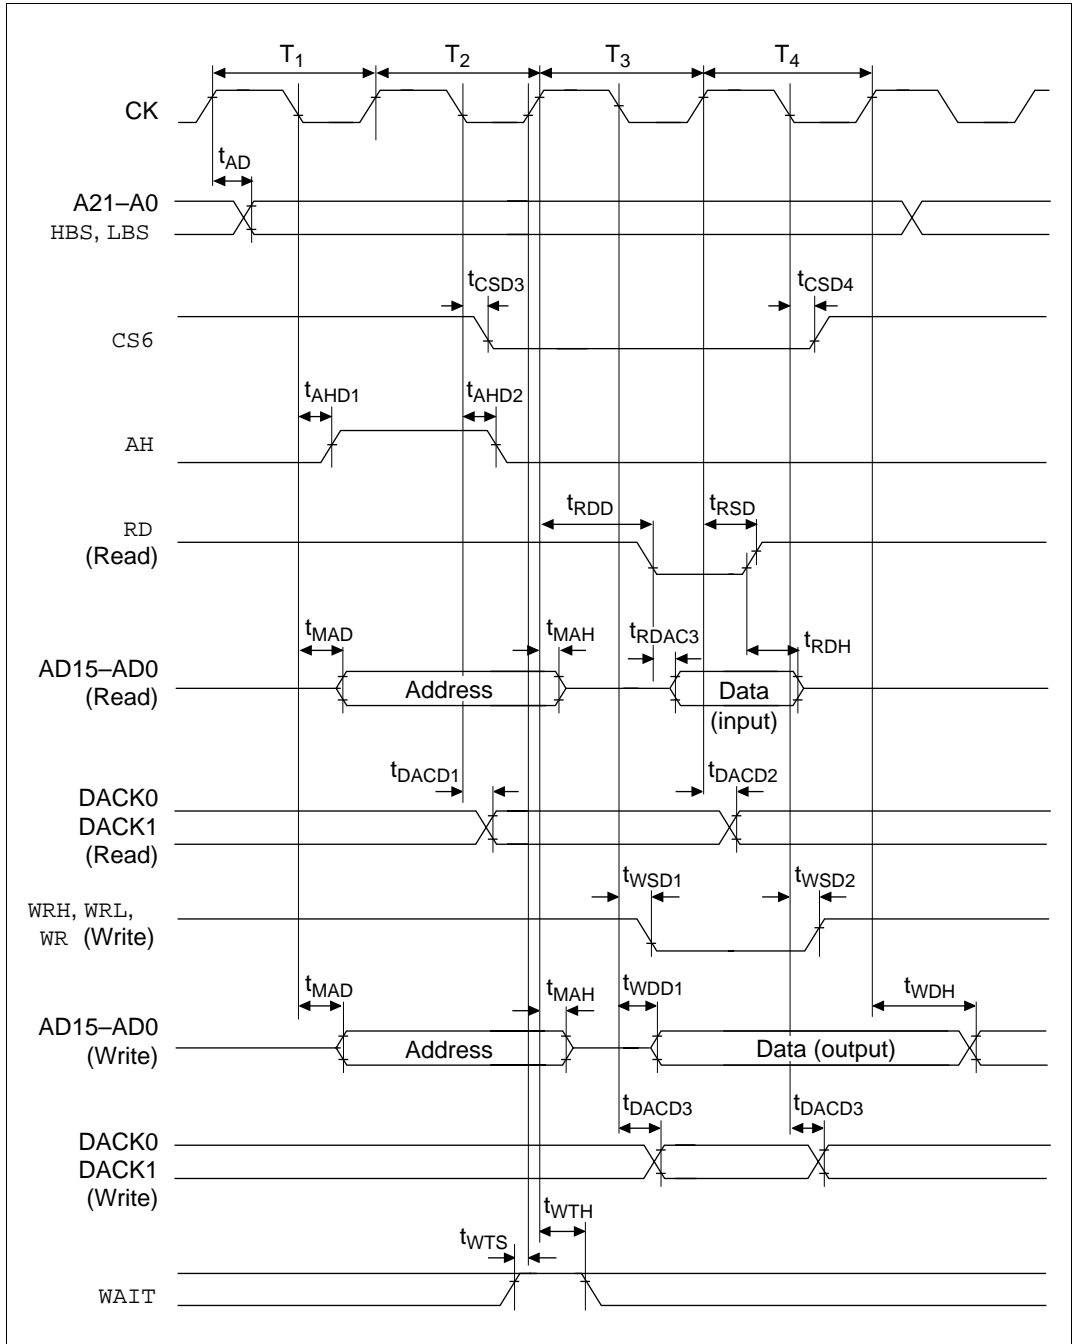 T1 T2 T3 T4
CK
tAD
A21–A0
HBS, LBS
tCSD3 tCSD4
CS6
tAHD1 tAHD2
AH
tRDD tRSD
RD
(Read)
tMAD tMAH tRDAC3 tRDH
AD15–AD0
(Read)
Address Data
(input)
tDACD1 tDACD2
DACK0
DACK1
(Read)
tWSD1 tWSD2
WRH, WRL,
WR (Write)
tMAD tMAH tWDD1 tWDH
AD15–AD0
(Write)
Address Data (output)
tDACD3 tDACD3
DACK0
DACK1
(Write)
tWTH
tWTS
WAIT